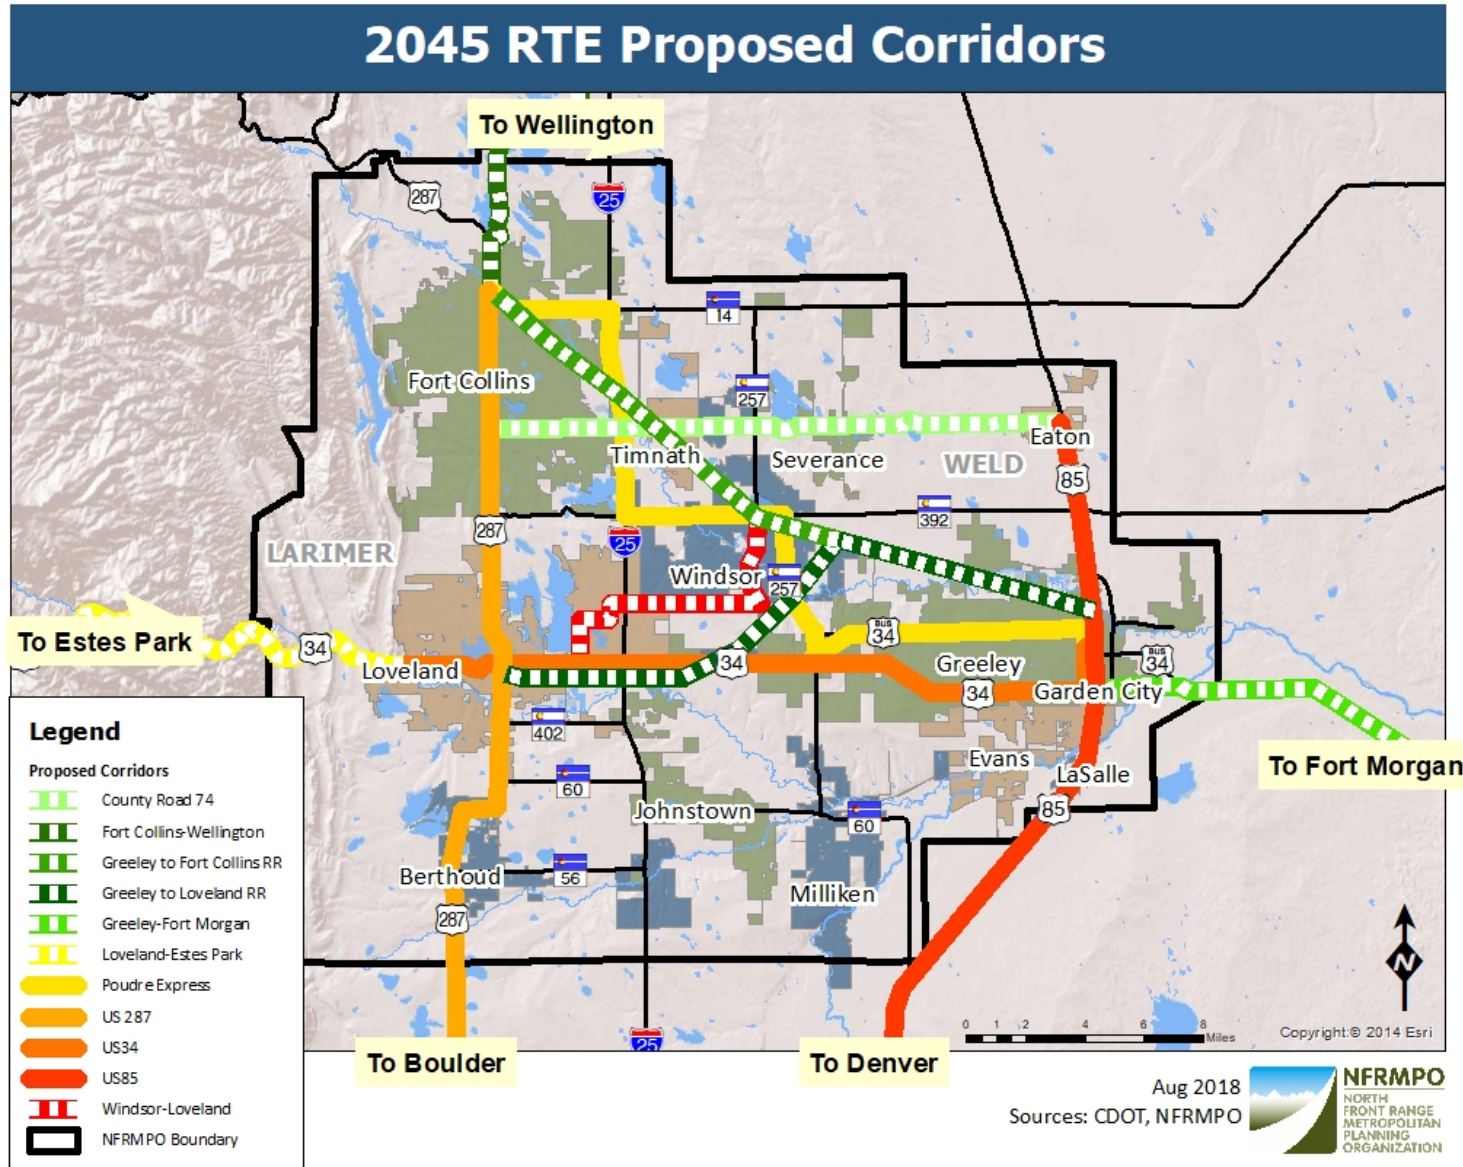 2045 RTE Proposed Corridors
To Wellington
287
25
14
257
Fort Collins
Eaton
Timnath
Severance
WELD
85
392
287
25
LARIMER
Windsor
257
To Estes Park
34
BUS
34
BUS
34
Loveland
34
Greeley
34
Garden City
402
To Fort Morgan
Evans
LaSalle
60
85
Johnstown
60
Berthoud
56
Milliken
287
N
25
0 1 2 4 6 8
Miles
Copyright:© 2014 Esri
To Boulder
To Denver
Legend
Proposed Corridors
County Road 74
Fort Collins-Wellington
Greeley to Fort Collins RR
Greeley to Loveland RR
Greeley-Fort Morgan
Loveland-Estes Park
Poudre Express
US 287
US34
US85
Windsor-Loveland
NFRMPO Boundary
Aug 2018
Sources: CDOT, NFRMPO
NFRMPO
NORTH
FRONT RANGE
METROPOLITAN
PLANNING
ORGANIZATION